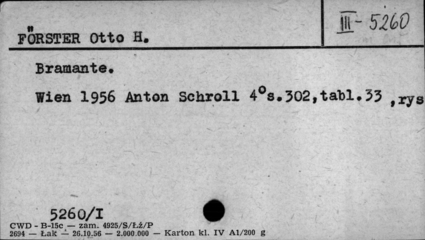 FÖRSTER Otto H.
III-5260
Bramante.
Wien 1956 Anton Schroll 4°s.302,tabl.33 ,rys
5260/I
CWD - B-15c — zam. 4925/S/Łż/P
2694 — Łak — 26.10.56 — 2.000.000 — Karton kl. IV A1/200 g